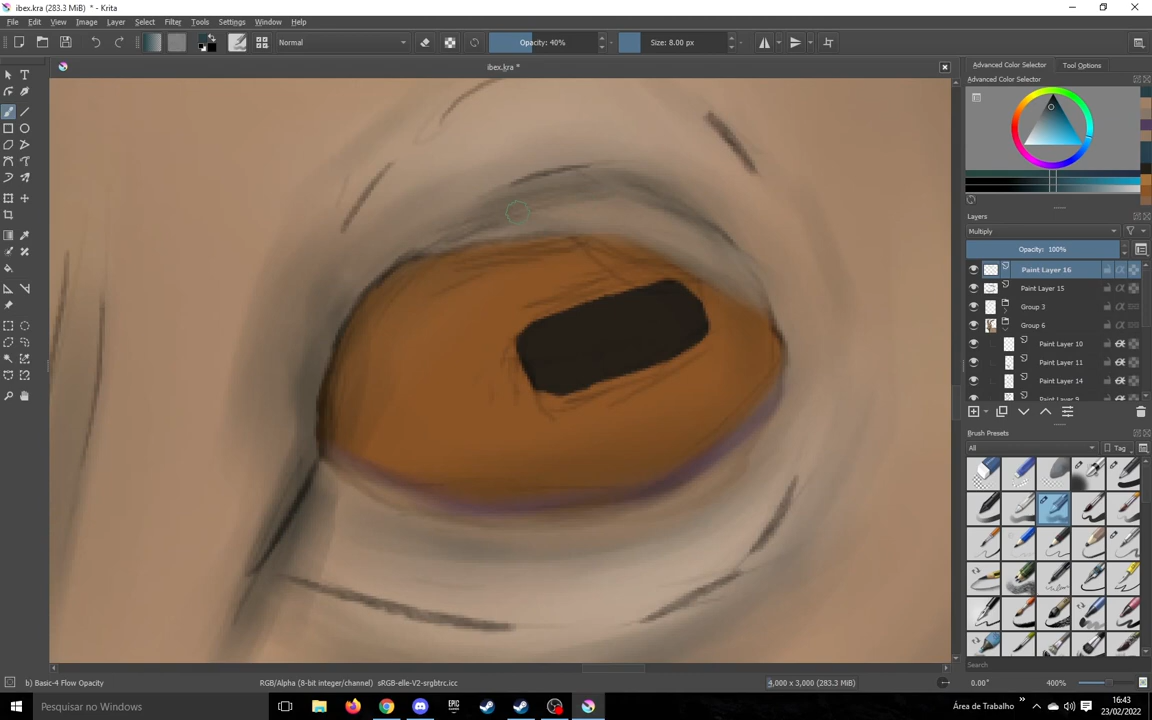 ibex.kra (283.3 MiB) * - Krita
File Edit View Image Layer Select Filter Tools Settings Window Help
Normal Opacity: 40% Size: 8.00 px
ibex.kra *
Advanced Color Selector Tool Options
Advanced Color Selector
Layers
Multiply
Opacity: 100%
Paint Layer 16
Paint Layer 15
Group 3
Group 6
Paint Layer 10
Paint Layer 11
Paint Layer 14
Paint Layer 9
Brush Presets
All Tag
Search
b) Basic-4 Flow Opacity RGB/Alpha (8-bit integer/channel) sRGB-elle-V2-srgbtrc.icc 4,000 x 3,000 (283.3 MiB) 0.00° 400%
Pesquisar no Windows EPIC GAMES Área de Trabalho » 16:43
23/02/2022